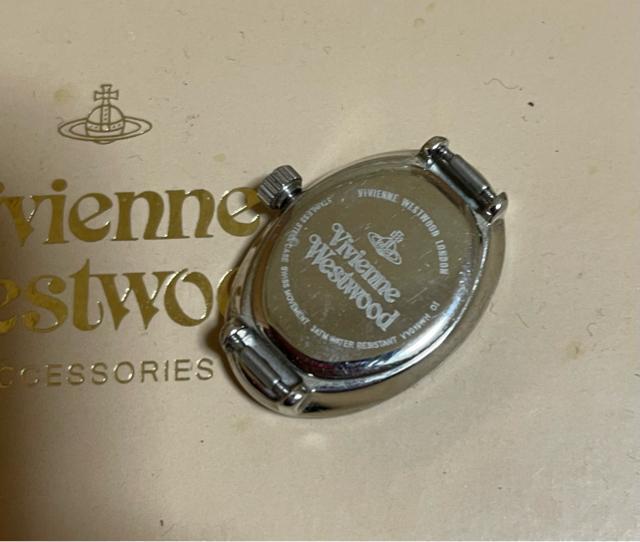 Vivienne
Westwood
ACCESSORIES
VIVIENNE WESTWOOD LONDON
Vivienne
Westwood
STAINLESS STEEL CASE SWISS MOVEMENT 3ATM WATER RESISTANT